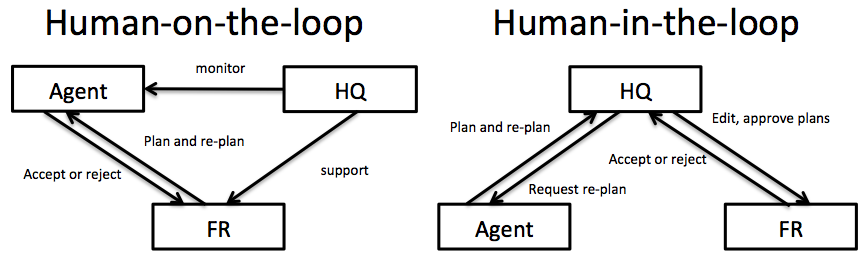 Human-on-the-loop
Agent
monitor
HQ
Plan and re-plan
Accept or reject
support
FR
Human-in-the-loop
HQ
Plan and re-plan
Edit, approve plans
Accept or reject
Request re-plan
Agent
FR